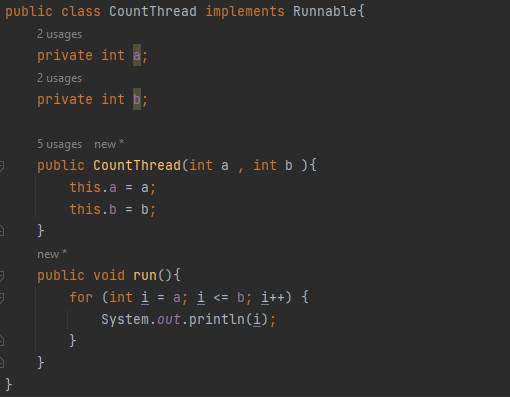 public class CountThread implements Runnable{
2 usages
private int a;
2 usages
private int b;
5 usages new *
public CountThread(int a , int b ){
this.a = a;
this.b = b;
}
new *
public void run(){
for (int i = a; i <= b; i++) {
System.out.println(i);
}
}
}